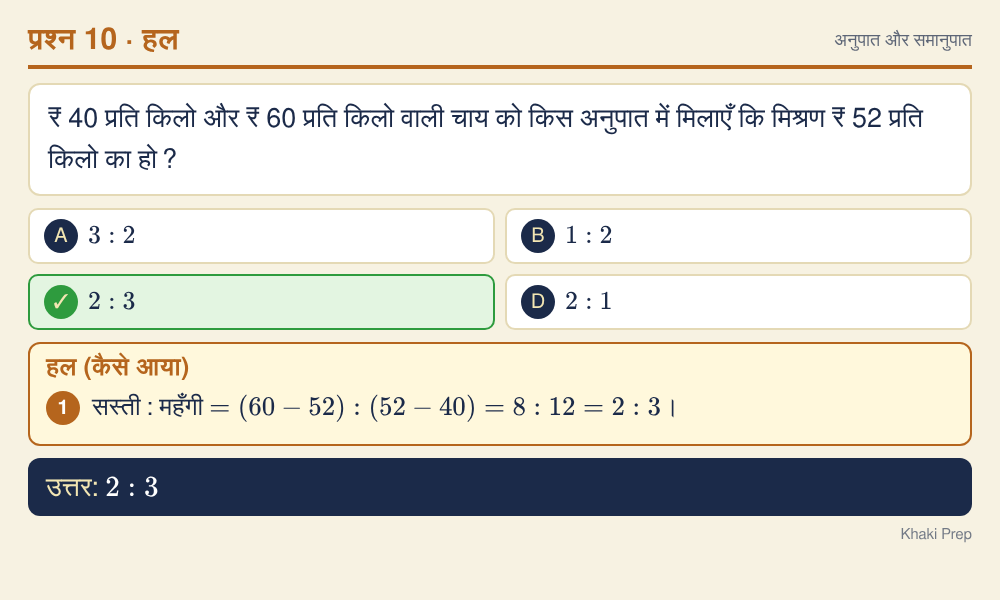 प्रश्न 10 · हल
अनुपात और समानुपात
₹ 40 प्रति किलो और ₹ 60 प्रति किलो वाली चाय को किस अनुपात में मिलाएँ कि मिश्रण ₹ 52 प्रति
किलो का हो ?
A 3 : 2
B 1 : 2
✓ 2 : 3
D 2 : 1
हल (कैसे आया)
1 सस्ती : महँगी = (60 − 52) : (52 − 40) = 8 : 12 = 2 : 3 ।
उत्तर: 2 : 3
Khaki Prep